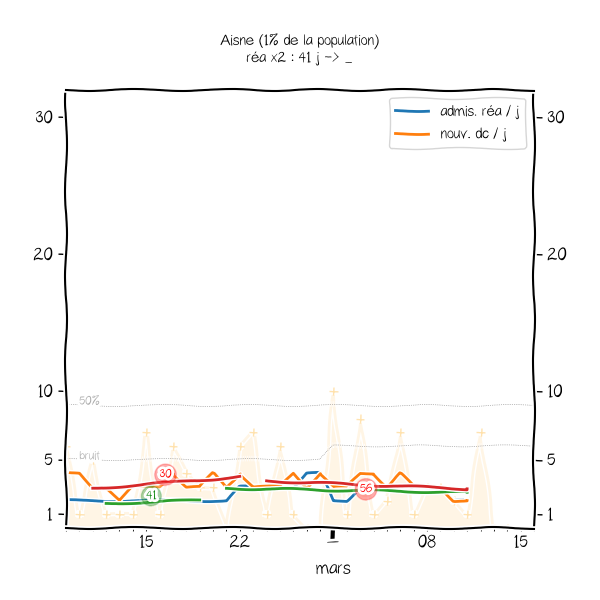 Aisne (1% de la population)
réa x2 : 41 j -> _
admis. réa / j
nouv. dc / j
30 30
20 20
10 10
50%
5 5
bruit
30
41
56
1 1
15 22 1 08 15
mars